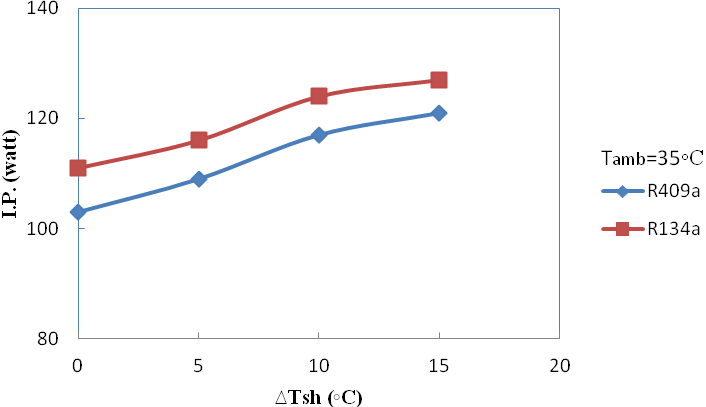 140
120
100
80
I.P. (watt)
0 5 10 15 20
ΔTsh (◦C)
Tamb=35◦C
R409a
R134a